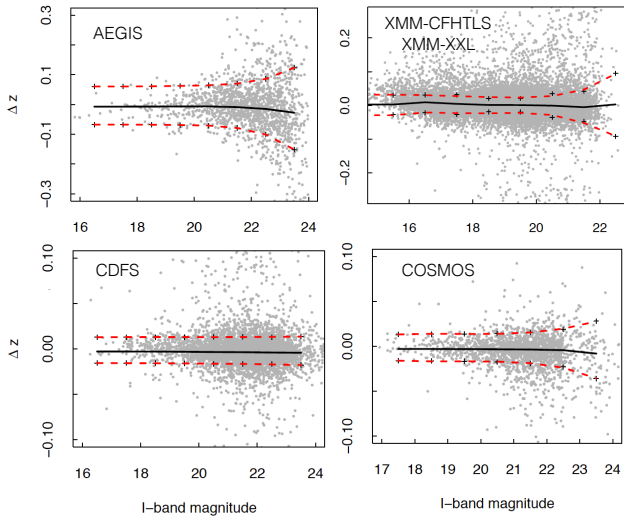 AEGIS
0.3
0.1
−0.1
−0.3
Δ z
16 18 20 22 24
XMM-CFHTLS
XMM-XXL
0.2
0.0
−0.2
16 18 20 22
CDFS
0.10
0.00
−0.10
Δ z
16 18 20 22 24
I−band magnitude
COSMOS
0.10
0.00
−0.10
17 18 19 20 21 22 23 24
I−band magnitude